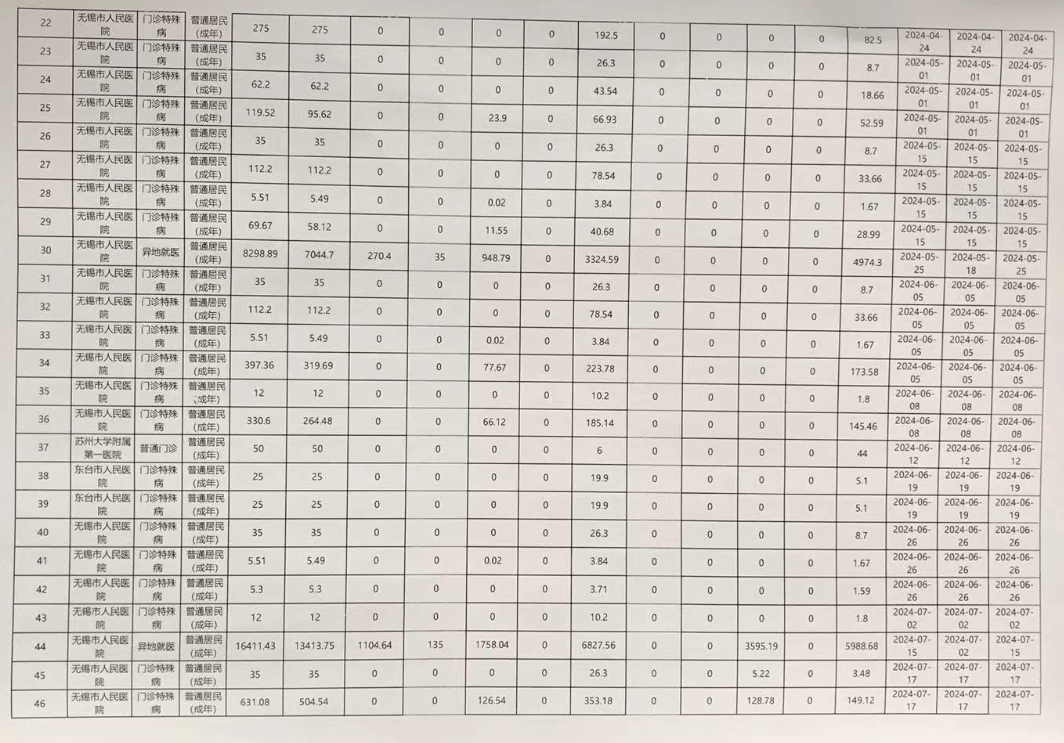 22 无锡市人民医院 门诊特殊病 普通居民(成年) 275 275 0 0 0 0 192.5 0 0 0 0 82.5 2024-04-24 2024-04-24 2024-04-24
23 无锡市人民医院 门诊特殊病 普通居民(成年) 35 35 0 0 0 0 26.3 0 0 0 0 8.7 2024-05-01 2024-05-01 2024-05-01
24 无锡市人民医院 门诊特殊病 普通居民(成年) 62.2 62.2 0 0 0 0 43.54 0 0 0 0 18.66 2024-05-01 2024-05-01 2024-05-01
25 无锡市人民医院 门诊特殊病 普通居民(成年) 119.52 95.62 0 0 23.9 0 66.93 0 0 0 0 52.59 2024-05-01 2024-05-01 2024-05-01
26 无锡市人民医院 门诊特殊病 普通居民(成年) 35 35 0 0 0 0 26.3 0 0 0 0 8.7 2024-05-15 2024-05-15 2024-05-15
27 无锡市人民医院 门诊特殊病 普通居民(成年) 112.2 112.2 0 0 0 0 78.54 0 0 0 0 33.66 2024-05-15 2024-05-15 2024-05-15
28 无锡市人民医院 门诊特殊病 普通居民(成年) 5.51 5.49 0 0 0.02 0 3.84 0 0 0 0 1.67 2024-05-15 2024-05-15 2024-05-15
29 无锡市人民医院 门诊特殊病 普通居民(成年) 69.67 58.12 0 0 11.55 0 40.68 0 0 0 0 28.99 2024-05-15 2024-05-15 2024-05-15
30 无锡市人民医院 异地就医 普通居民(成年) 8298.89 7044.7 270.4 35 948.79 0 3324.59 0 0 0 0 4974.3 2024-05-25 2024-05-18 2024-05-25
31 无锡市人民医院 门诊特殊病 普通居民(成年) 35 35 0 0 0 0 26.3 0 0 0 0 8.7 2024-06-05 2024-06-05 2024-06-05
32 无锡市人民医院 门诊特殊病 普通居民(成年) 112.2 112.2 0 0 0 0 78.54 0 0 0 0 33.66 2024-06-05 2024-06-05 2024-06-05
33 无锡市人民医院 门诊特殊病 普通居民(成年) 5.51 5.49 0 0 0.02 0 3.84 0 0 0 0 1.67 2024-06-05 2024-06-05 2024-06-05
34 无锡市人民医院 门诊特殊病 普通居民(成年) 397.36 319.69 0 0 77.67 0 223.78 0 0 0 0 173.58 2024-06-05 2024-06-05 2024-06-05
35 无锡市人民医院 门诊特殊病 普通居民(成年) 12 12 0 0 0 0 10.2 0 0 0 0 1.8 2024-06-08 2024-06-08 2024-06-08
36 无锡市人民医院 门诊特殊病 普通居民(成年) 330.6 264.48 0 0 66.12 0 185.14 0 0 0 0 145.46 2024-06-08 2024-06-08 2024-06-08
37 苏州大学附属第一医院 普通门诊 普通居民(成年) 50 50 0 0 0 0 6 0 0 0 0 44 2024-06-12 2024-06-12 2024-06-12
38 东台市人民医院 门诊特殊病 普通居民(成年) 25 25 0 0 0 0 19.9 0 0 0 0 5.1 2024-06-19 2024-06-19 2024-06-19
39 东台市人民医院 门诊特殊病 普通居民(成年) 25 25 0 0 0 0 19.9 0 0 0 0 5.1 2024-06-19 2024-06-19 2024-06-19
40 无锡市人民医院 门诊特殊病 普通居民(成年) 35 35 0 0 0 0 26.3 0 0 0 0 8.7 2024-06-26 2024-06-26 2024-06-26
41 无锡市人民医院 门诊特殊病 普通居民(成年) 5.51 5.49 0 0 0.02 0 3.84 0 0 0 0 1.67 2024-06-26 2024-06-26 2024-06-26
42 无锡市人民医院 门诊特殊病 普通居民(成年) 5.3 5.3 0 0 0 0 3.71 0 0 0 0 1.59 2024-06-26 2024-06-26 2024-06-26
43 无锡市人民医院 门诊特殊病 普通居民(成年) 12 12 0 0 0 0 10.2 0 0 0 0 1.8 2024-07-02 2024-07-02 2024-07-02
44 无锡市人民医院 异地就医 普通居民(成年) 16411.43 13413.75 1104.64 135 1758.04 0 6827.56 0 0 3595.19 0 5988.68 2024-07-15 2024-07-02 2024-07-15
45 无锡市人民医院 门诊特殊病 普通居民(成年) 35 35 0 0 0 0 26.3 0 0 5.22 0 3.48 2024-07-17 2024-07-17 2024-07-17
46 无锡市人民医院 门诊特殊病 普通居民(成年) 631.08 504.54 0 0 126.54 0 353.18 0 0 128.78 0 149.12 2024-07-17 2024-07-17 2024-07-17